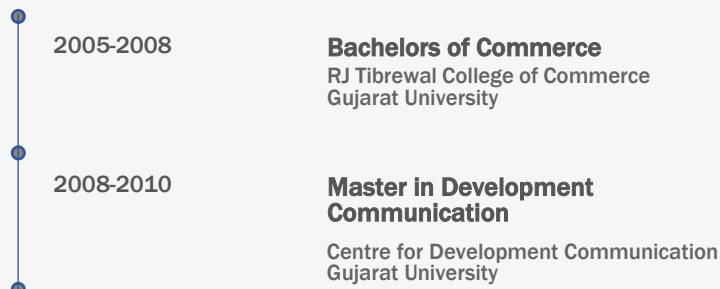 2005-2008
Bachelors of Commerce
RJ Tibrewal College of Commerce
Gujarat University
2008-2010
Master in Development
Communication
Centre for Development Communication
Gujarat University